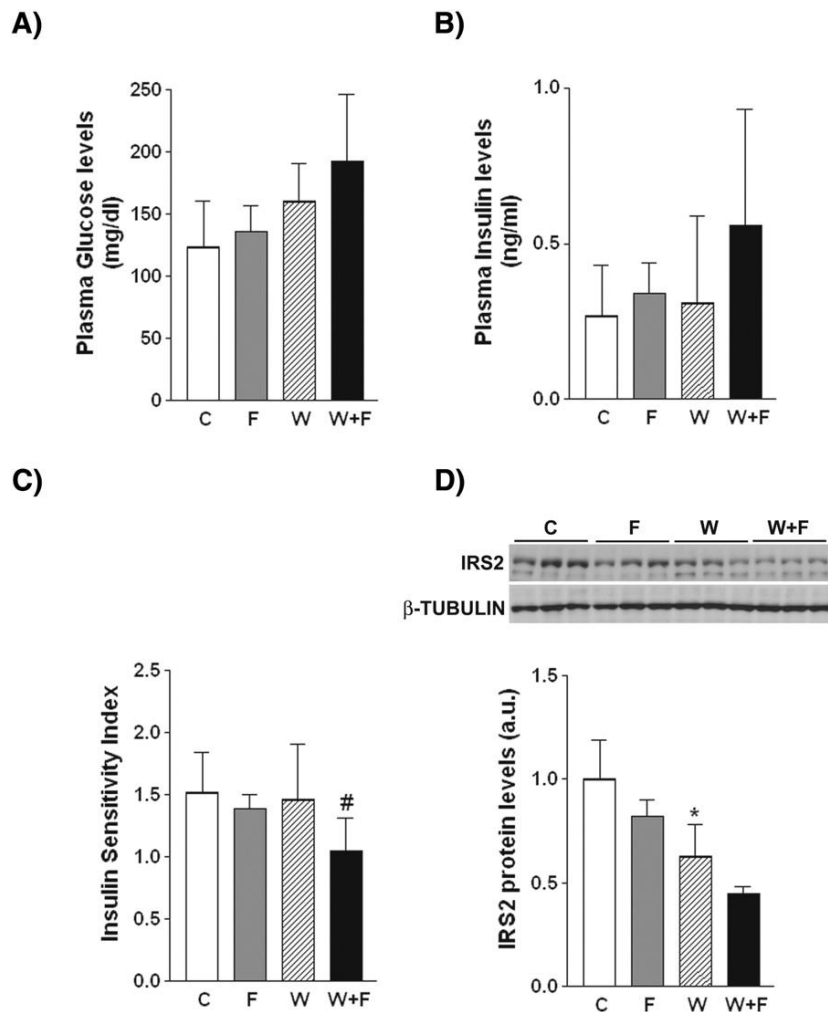 A)
Plasma Glucose levels
(mg/dl)
250
200
150
100
50
0
C F W W+F
B)
Plasma Insulin levels
(ng/ml)
1.0
0.5
0.0
C F W W+F
C)
Insulin Sensitivity Index
2.5
2.0
1.5
1.0
0.5
0.0
#
C F W W+F
D)
C F W W+F
IRS2
β-TUBULIN
IRS2 protein levels (a.u.)
1.5
1.0
0.5
0.0
*
C F W W+F